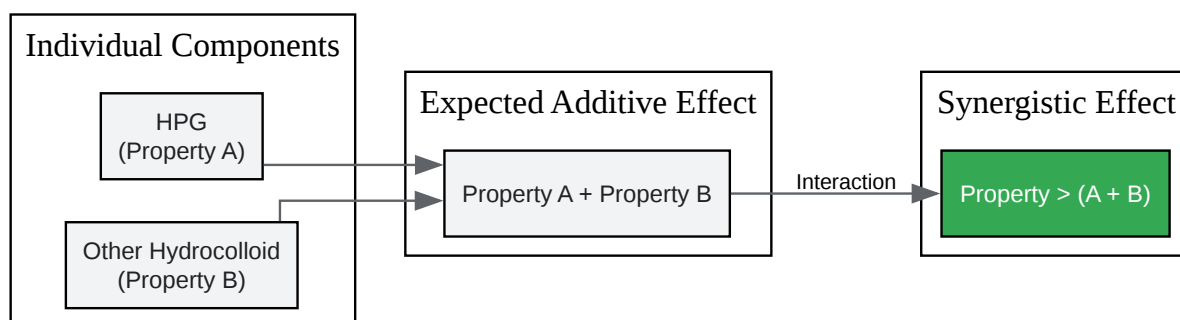 Individual Components
HPG
(Property A)
Other Hydrocolloid
(Property B)
Expected Additive Effect
Property A + Property B
Interaction
Synergistic Effect
Property > (A + B)